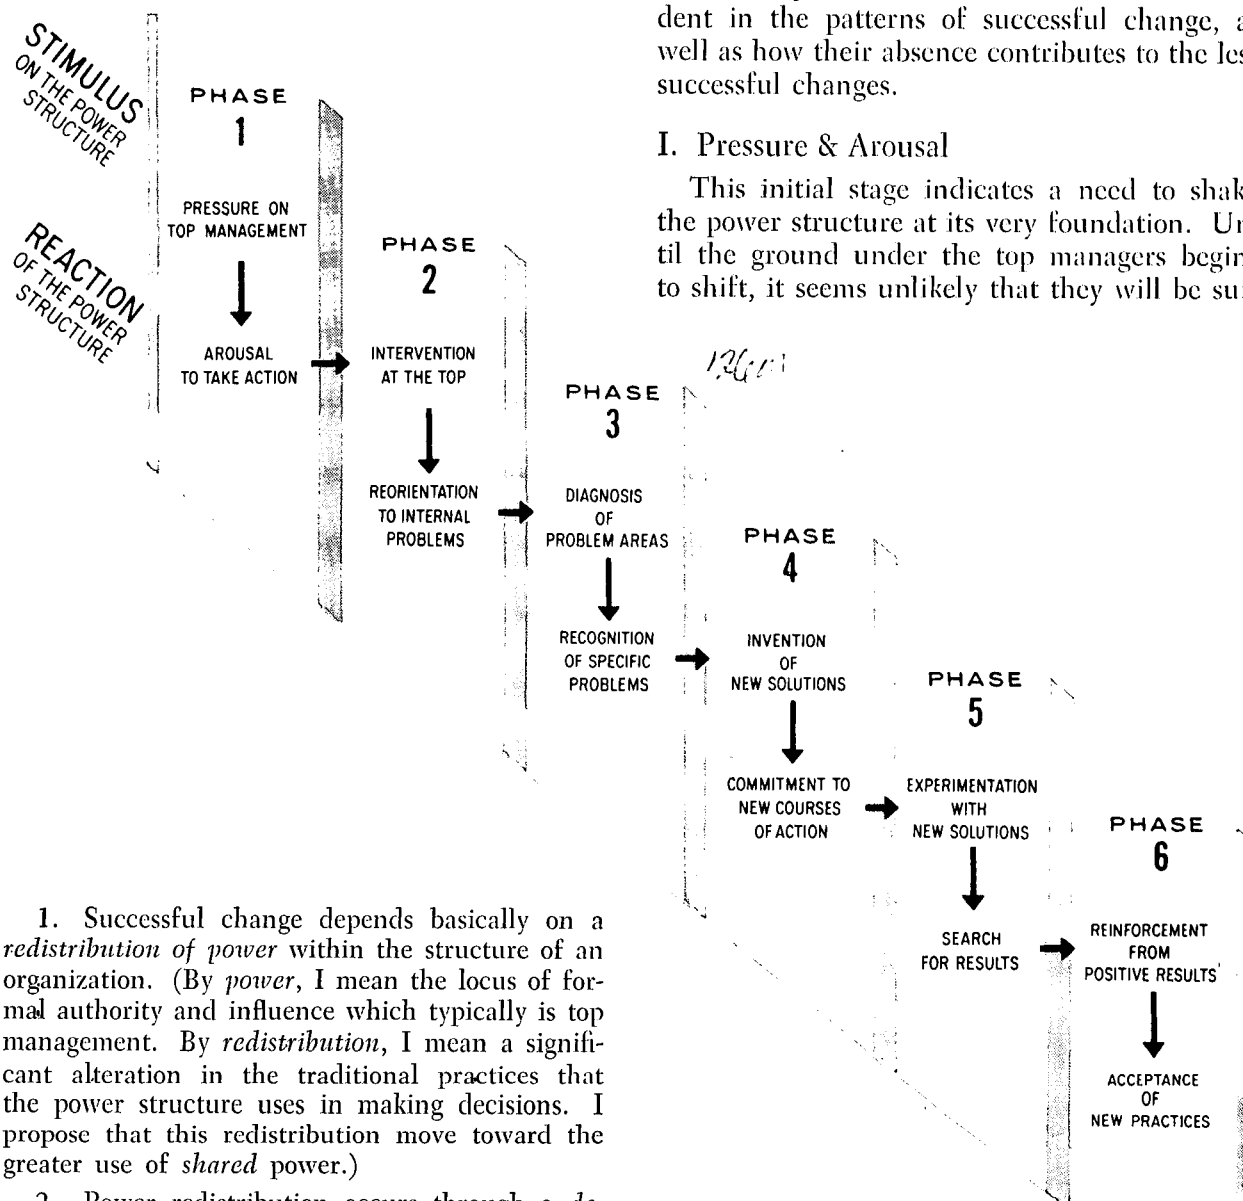 STIMULUS
ON THE POWER
STRUCTURE
REACTION
OF THE POWER
STRUCTURE
PHASE
1
PRESSURE ON
TOP MANAGEMENT
AROUSAL
TO TAKE ACTION
PHASE
2
INTERVENTION
AT THE TOP
REORIENTATION
TO INTERNAL
PROBLEMS
PHASE
3
DIAGNOSIS
OF
PROBLEM AREAS
RECOGNITION
OF SPECIFIC
PROBLEMS
PHASE
4
INVENTION
OF
NEW SOLUTIONS
COMMITMENT TO
NEW COURSES
OF ACTION
PHASE
5
EXPERIMENTATION
WITH
NEW SOLUTIONS
SEARCH
FOR RESULTS
PHASE
6
REINFORCEMENT
FROM
POSITIVE RESULTS
ACCEPTANCE
OF
NEW PRACTICES
1. Successful change depends basically on a
redistribution of power within the structure of an
organization. (By power, I mean the locus of for-
mal authority and influence which typically is top
management. By redistribution, I mean a signifi-
cant alteration in the traditional practices that
the power structure uses in making decisions. I
propose that this redistribution move toward the
greater use of shared power.)
2. Power redistribution occurs through a de-
dent in the patterns of successful change, a
well as how their absence contributes to the les
successful changes.
I. Pressure & Arousal
This initial stage indicates a need to shak
the power structure at its very foundation. Un
til the ground under the top managers begin
to shift, it seems unlikely that they will be su